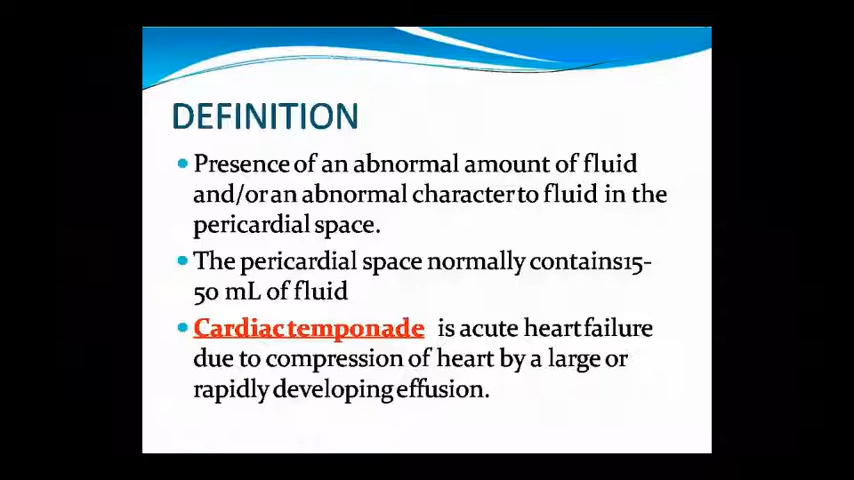 DEFINITION
Presence of an abnormal amount of fluid
and/or an abnormal character to fluid in the
pericardial space.
The pericardial space normally contains15-
50 mL of fluid
Cardiac temponade is acute heart failure
due to compression of heart by a large or
rapidly developing effusion.